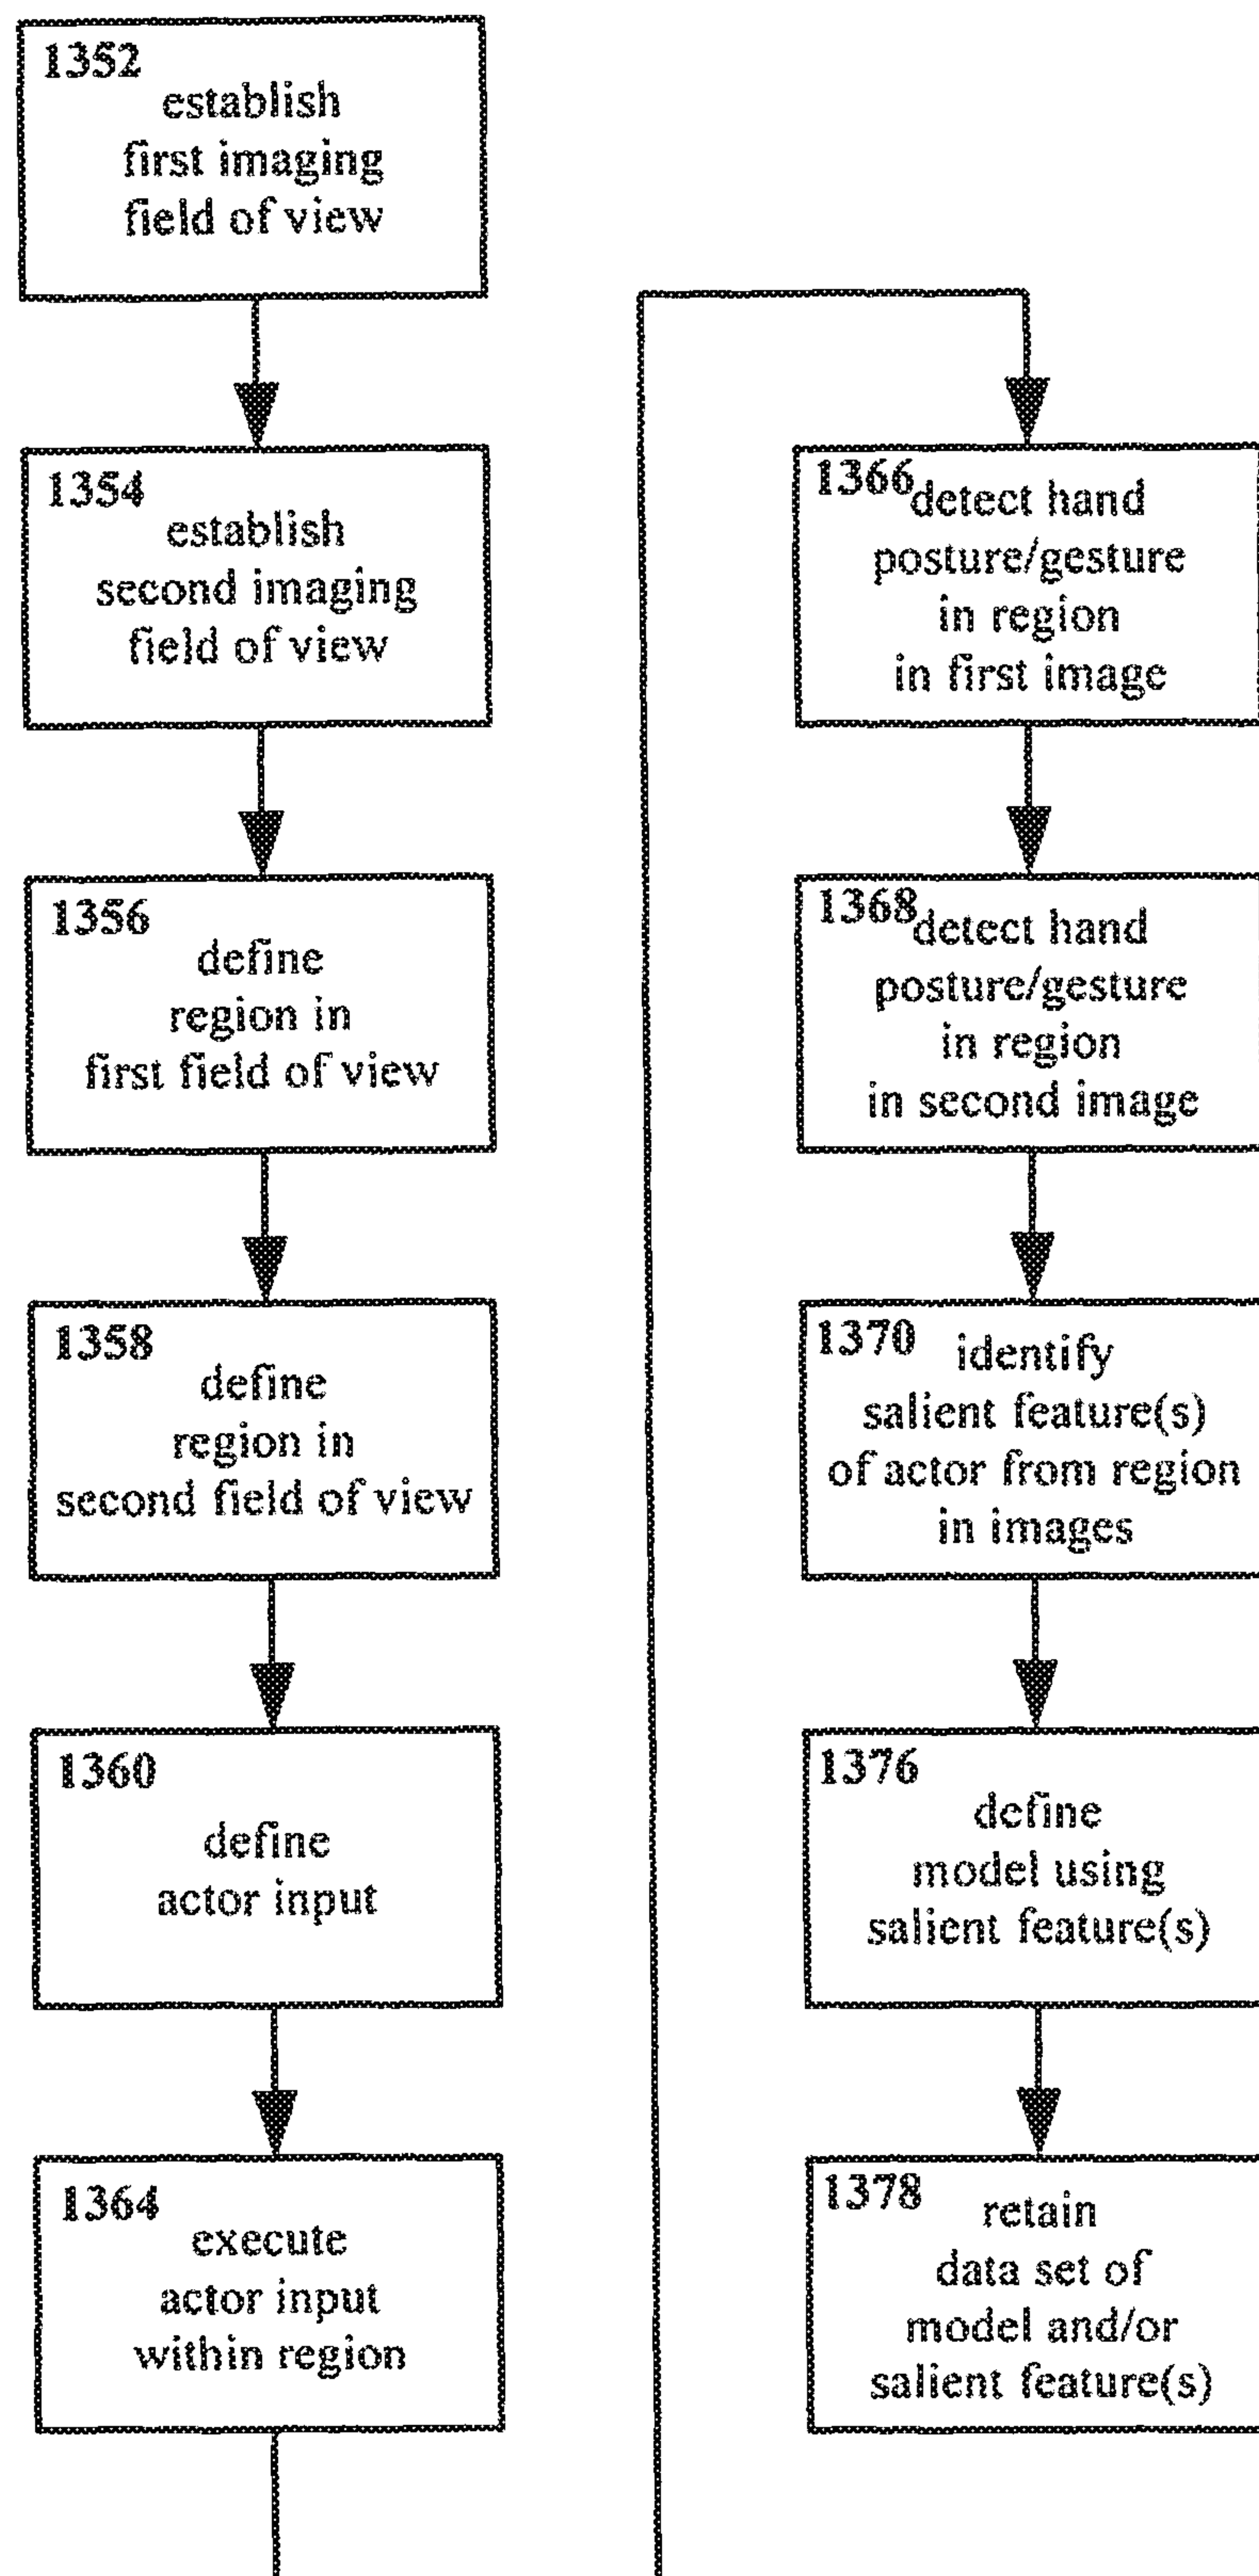 1352
establish
first imaging
field of view
1354
establish
second imaging
field of view
1356
define
region in
first field of view
1358
define
region in
second field of view
1360
define
actor input
1364
execute
actor input
within region
1366
detect hand
posture/gesture
in region
in first image
1368
detect hand
posture/gesture
in region
in second image
1370
identify
salient feature(s)
of actor from region
in images
1376
define
model using
salient feature(s)
1378
retain
data set of
model and/or
salient feature(s)